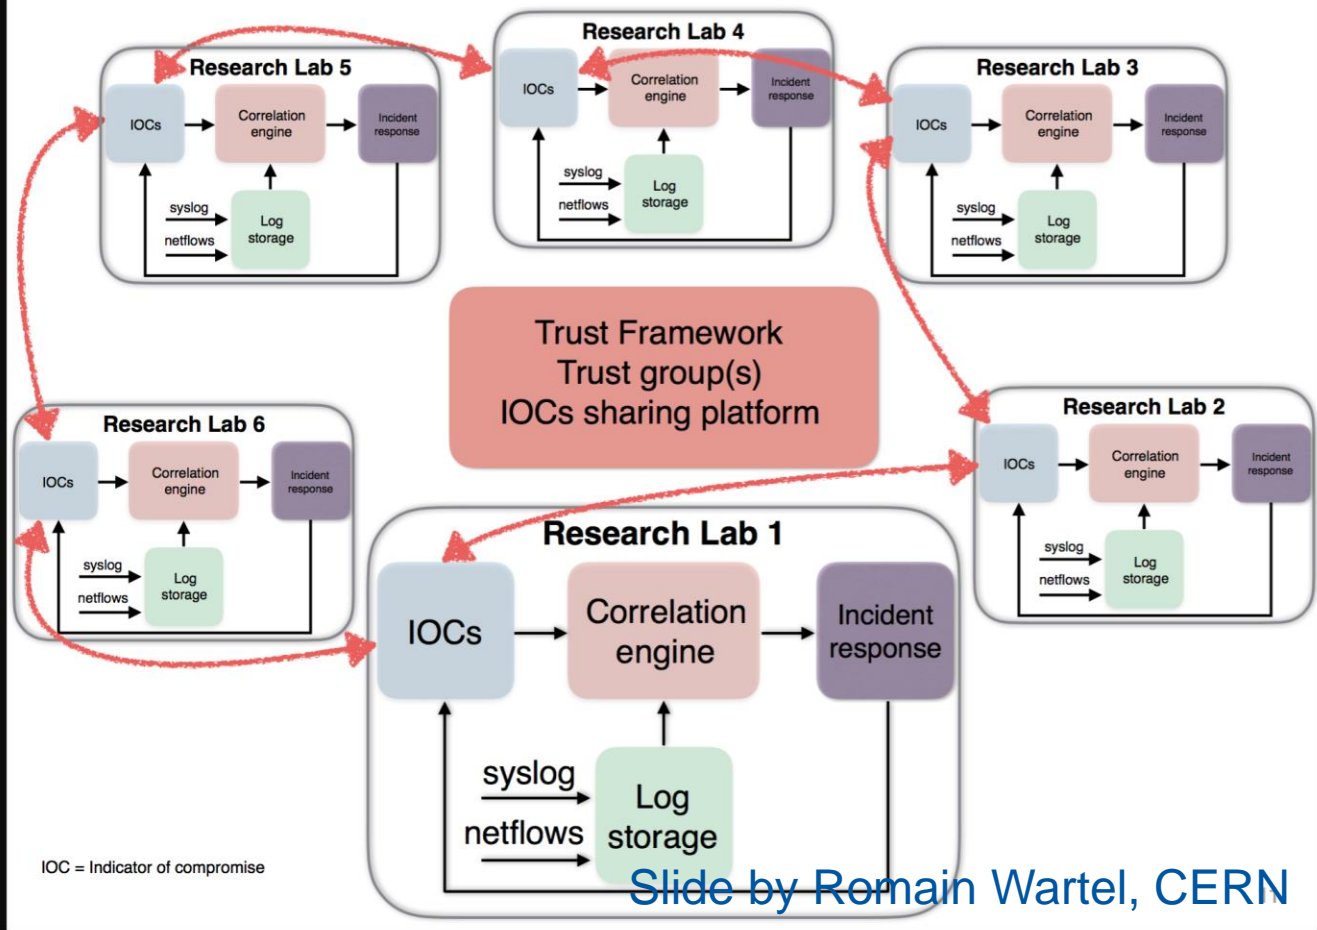 Research Lab 4
IOCs
Correlation
engine
Incident
response
syslog
netflows
Log
storage
Research Lab 5
IOCs
Correlation
engine
Incident
response
syslog
netflows
Log
storage
Research Lab 3
IOCs
Correlation
engine
Incident
response
syslog
netflows
Log
storage
Trust Framework
Trust group(s)
IOCs sharing platform
Research Lab 6
IOCs
Correlation
engine
Incident
response
syslog
netflows
Log
storage
Research Lab 2
IOCs
Correlation
engine
Incident
response
syslog
netflows
Log
storage
Research Lab 1
IOCs
Correlation
engine
Incident
response
syslog
netflows
Log
storage
IOC = Indicator of compromise
Slide by Romain Wartel, CERN